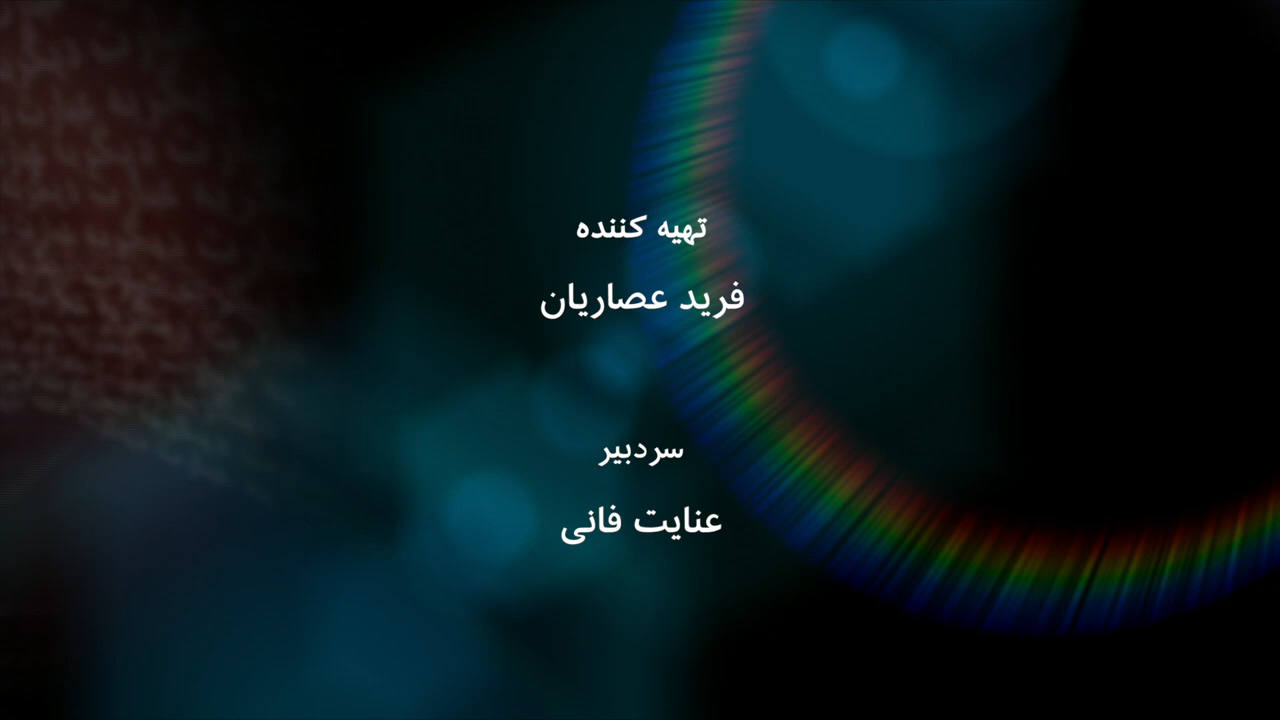 تهیه کننده
فرید عصاریان
سردبیر
عنایت فانی